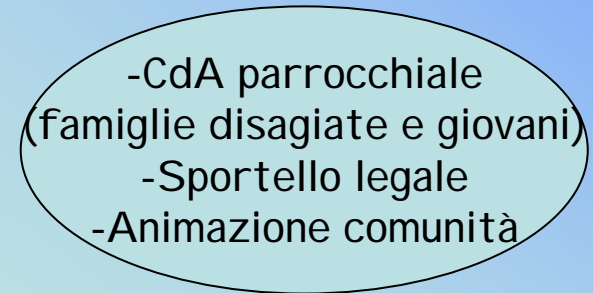 -CdA parrocchiale
(famiglie disagiate e giovani)
-Sportello legale
-Animazione comunità